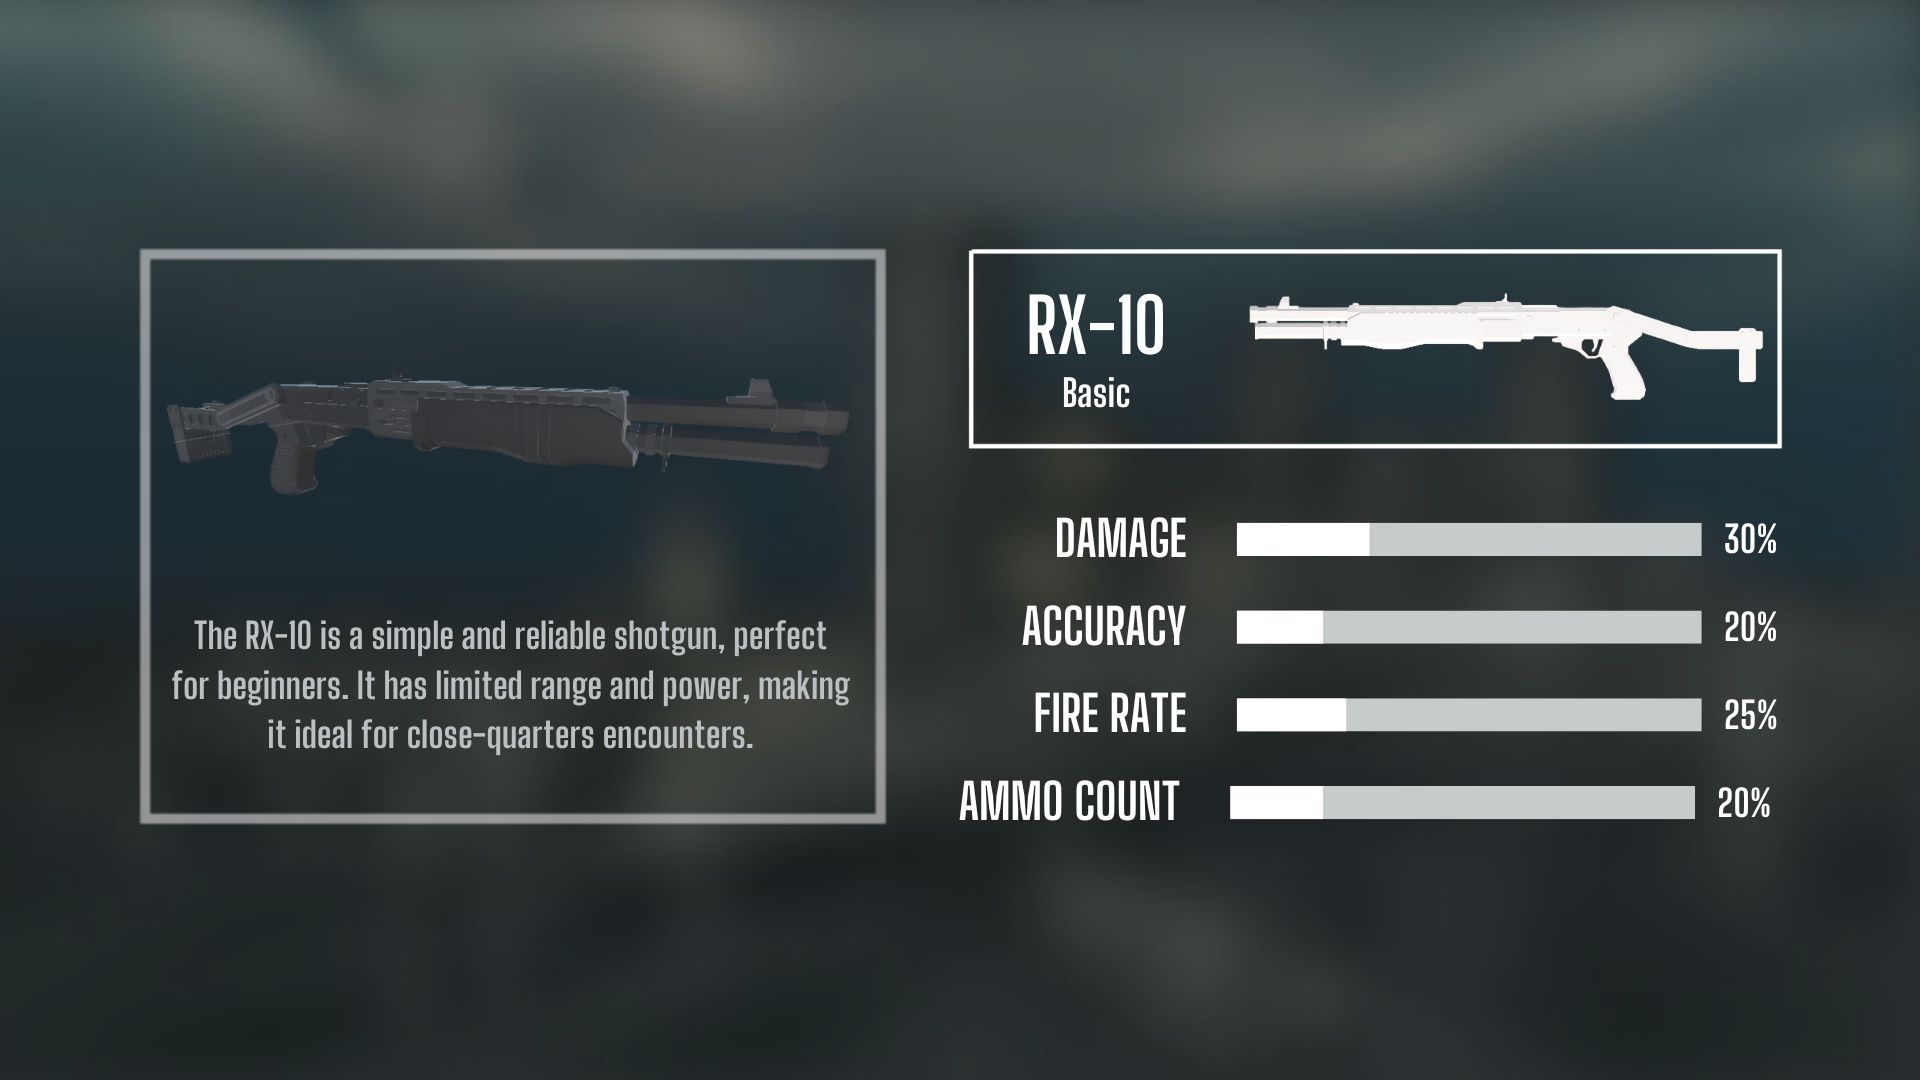 The RX-10 is a simple and reliable shotgun, perfect
for beginners. It has limited range and power, making
it ideal for close-quarters encounters.
RX-10
Basic
DAMAGE 30%
ACCURACY 20%
FIRE RATE 25%
AMMO COUNT 20%